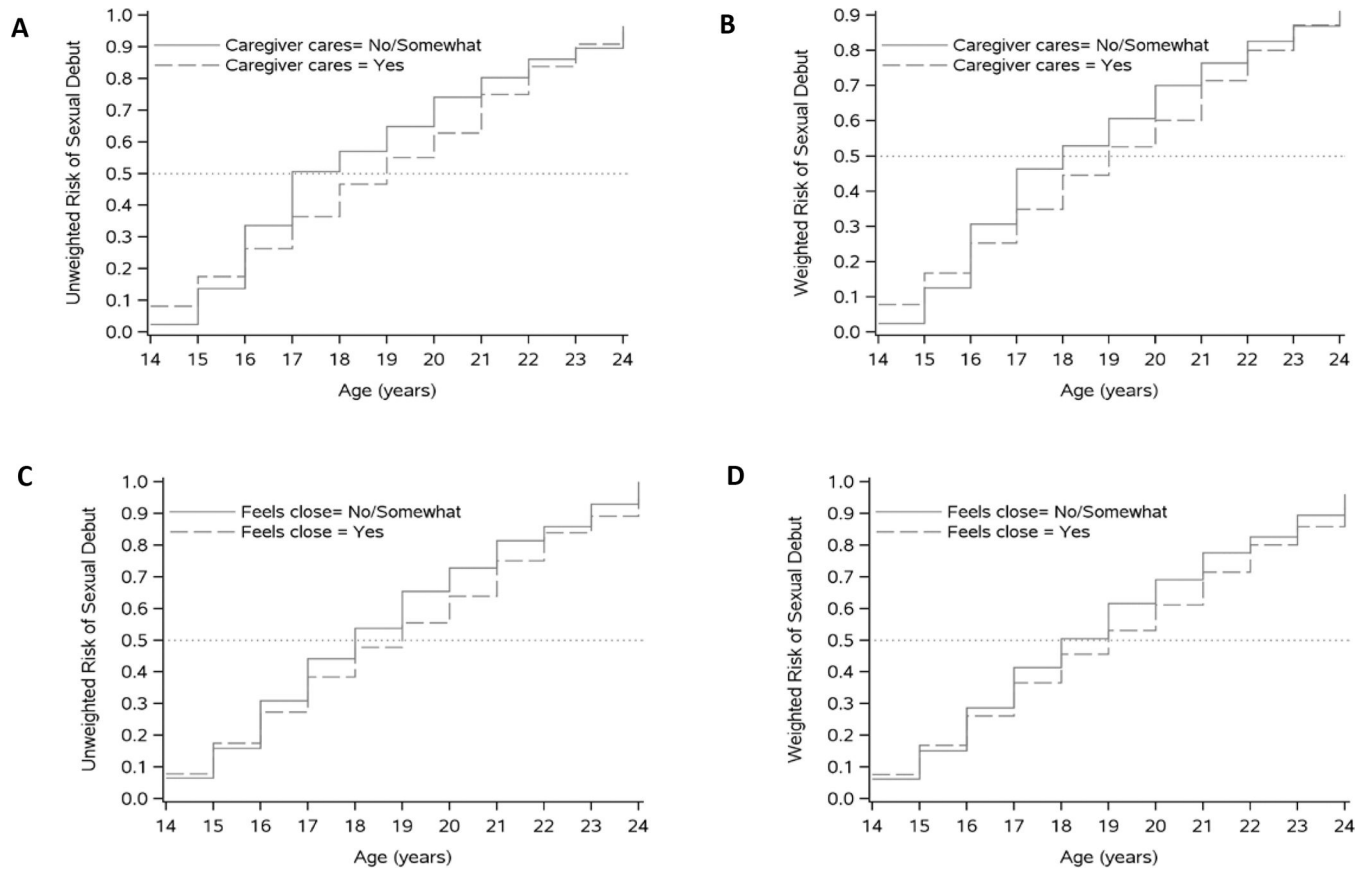 A
Unweighted Risk of Sexual Debut
1.0
0.9
0.8
0.7
0.6
0.5
0.4
0.3
0.2
0.1
0.0
Caregiver cares= No/Somewhat
Caregiver cares = Yes
14 15 16 17 18 19 20 21 22 23 24
Age (years)
B
Weighted Risk of Sexual Debut
0.9
0.8
0.7
0.6
0.5
0.4
0.3
0.2
0.1
0.0
Caregiver cares= No/Somewhat
Caregiver cares = Yes
14 15 16 17 18 19 20 21 22 23 24
Age (years)
C
Unweighted Risk of Sexual Debut
1.0
0.9
0.8
0.7
0.6
0.5
0.4
0.3
0.2
0.1
0.0
Feels close= No/Somewhat
Feels close = Yes
14 15 16 17 18 19 20 21 22 23 24
Age (years)
D
Weighted Risk of Sexual Debut
1.0
0.9
0.8
0.7
0.6
0.5
0.4
0.3
0.2
0.1
0.0
Feels close= No/Somewhat
Feels close = Yes
14 15 16 17 18 19 20 21 22 23 24
Age (years)